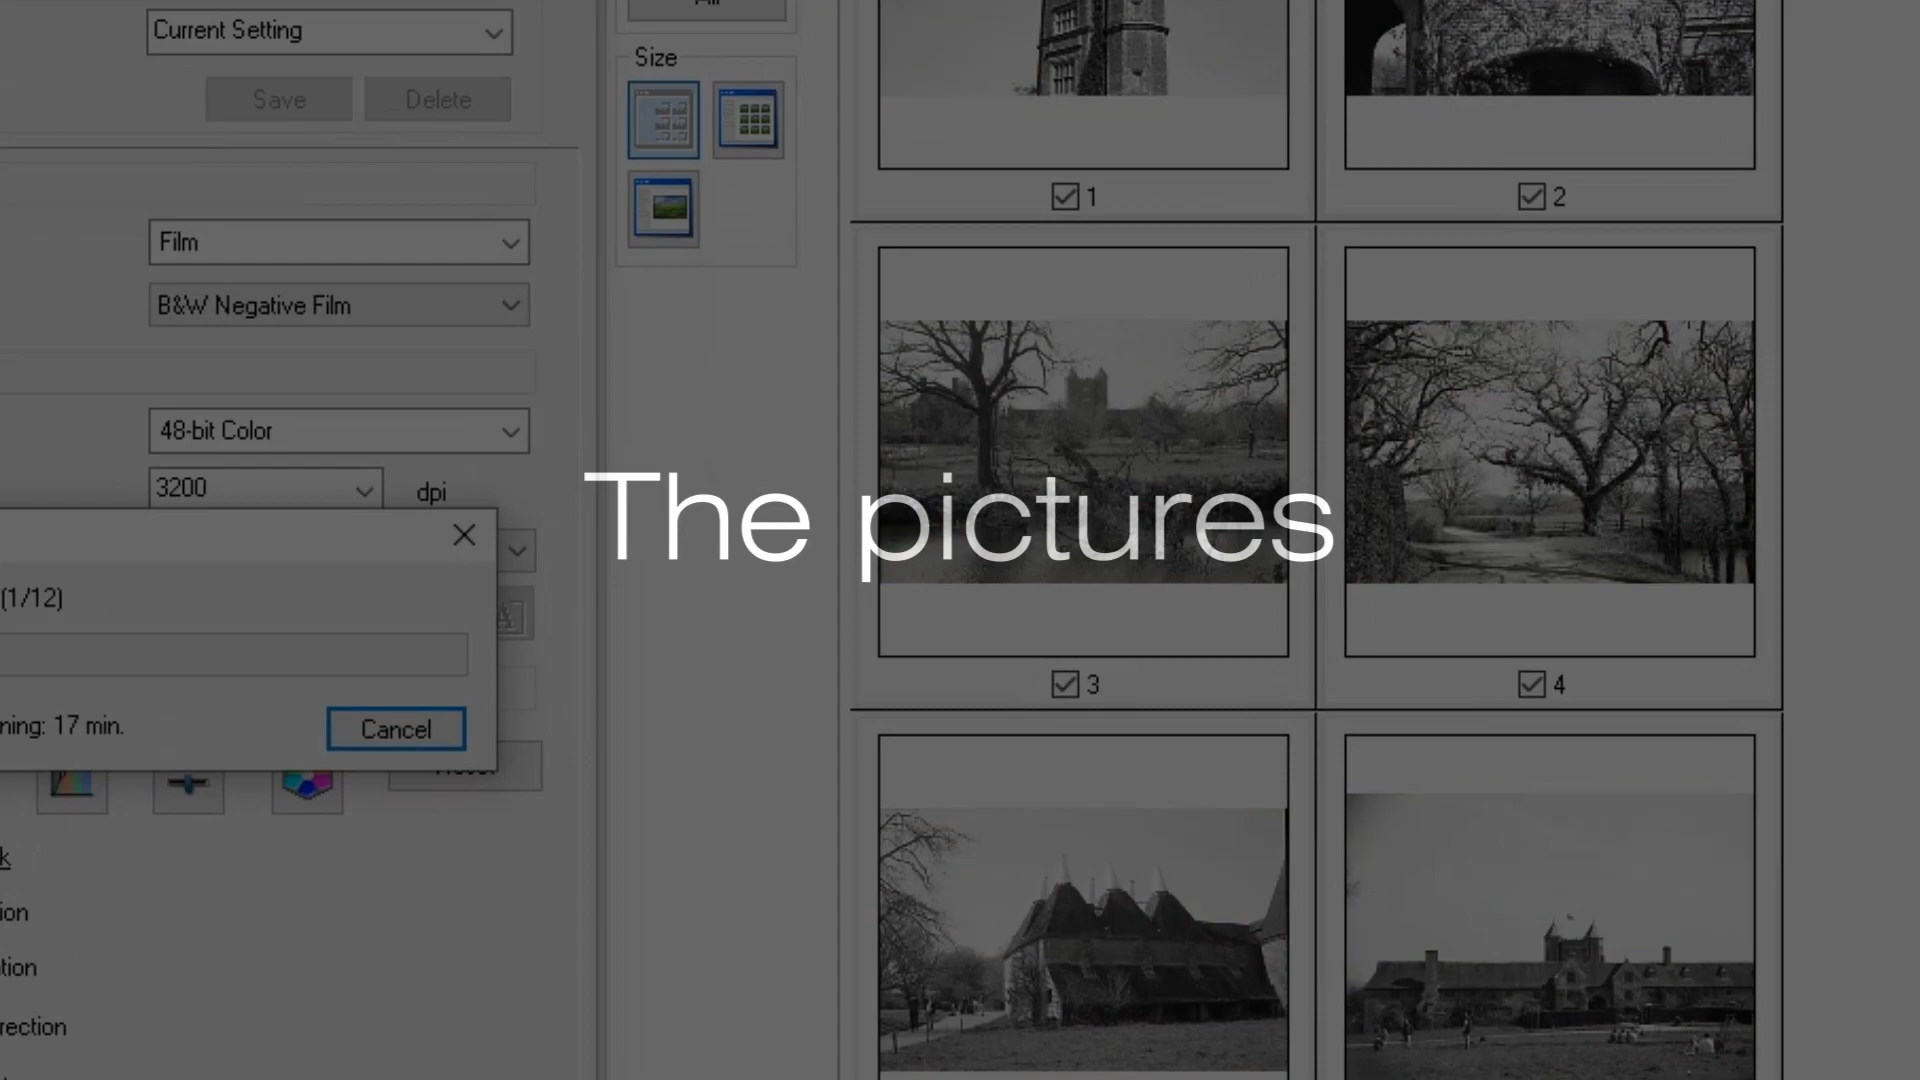 All
Current Setting
Size
Save
Delete
1
2
Film
B&W Negative Film
48-bit Color
3200
dpi
The pictures
(1/12)
3
4
ning: 17 min.
Cancel
k
ion
tion
rection